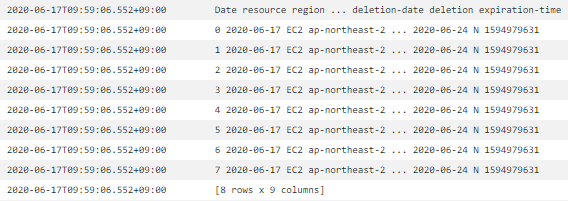 2020-06-17T09:59:06.552+09:00 Date resource region ... deletion-date deletion expiration-time
2020-06-17T09:59:06.552+09:00 0 2020-06-17 EC2 ap-northeast-2 ... 2020-06-24 N 1594979631
2020-06-17T09:59:06.552+09:00 1 2020-06-17 EC2 ap-northeast-2 ... 2020-06-24 N 1594979631
2020-06-17T09:59:06.552+09:00 2 2020-06-17 EC2 ap-northeast-2 ... 2020-06-24 N 1594979631
2020-06-17T09:59:06.552+09:00 3 2020-06-17 EC2 ap-northeast-2 ... 2020-06-24 N 1594979631
2020-06-17T09:59:06.552+09:00 4 2020-06-17 EC2 ap-northeast-2 ... 2020-06-24 N 1594979631
2020-06-17T09:59:06.552+09:00 5 2020-06-17 EC2 ap-northeast-2 ... 2020-06-24 N 1594979631
2020-06-17T09:59:06.552+09:00 6 2020-06-17 EC2 ap-northeast-2 ... 2020-06-24 N 1594979631
2020-06-17T09:59:06.552+09:00 7 2020-06-17 EC2 ap-northeast-2 ... 2020-06-24 N 1594979631
2020-06-17T09:59:06.552+09:00 [8 rows x 9 columns]